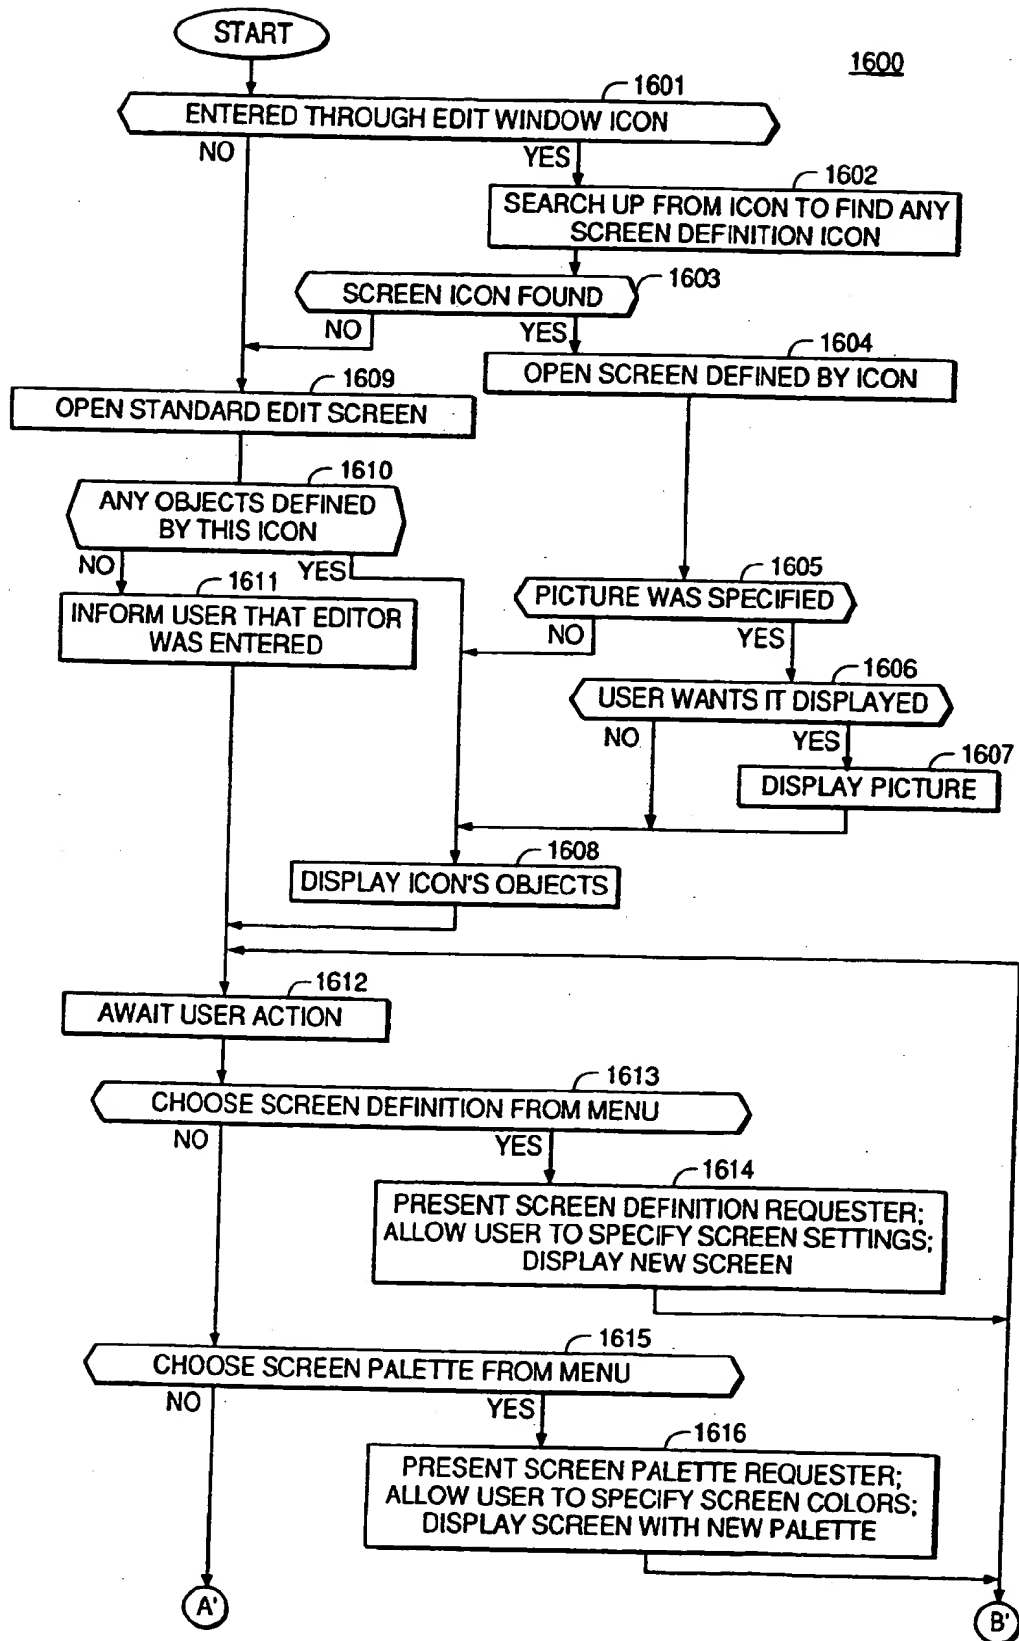 START
1600
1601
ENTERED THROUGH EDIT WINDOW ICON
NO
YES
1602
SEARCH UP FROM ICON TO FIND ANY
SCREEN DEFINITION ICON
1603
SCREEN ICON FOUND
NO
YES
1604
OPEN SCREEN DEFINED BY ICON
1609
OPEN STANDARD EDIT SCREEN
1610
ANY OBJECTS DEFINED
BY THIS ICON
NO
YES
1611
INFORM USER THAT EDITOR
WAS ENTERED
1605
PICTURE WAS SPECIFIED
NO
YES
1606
USER WANTS IT DISPLAYED
NO
YES
1607
DISPLAY PICTURE
1608
DISPLAY ICON'S OBJECTS
1612
AWAIT USER ACTION
1613
CHOOSE SCREEN DEFINITION FROM MENU
NO
YES
1614
PRESENT SCREEN DEFINITION REQUESTER;
ALLOW USER TO SPECIFY SCREEN SETTINGS;
DISPLAY NEW SCREEN
1615
CHOOSE SCREEN PALETTE FROM MENU
NO
YES
1616
PRESENT SCREEN PALETTE REQUESTER;
ALLOW USER TO SPECIFY SCREEN COLORS;
DISPLAY SCREEN WITH NEW PALETTE
A'
B'